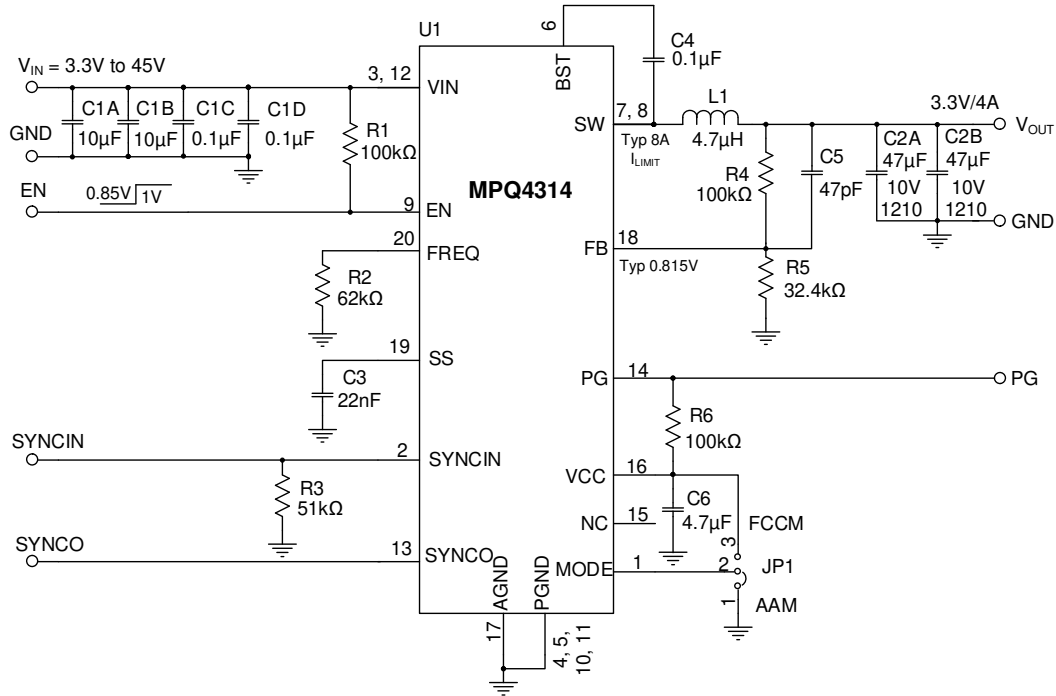 U1
MPQ4314
V_IN = 3.3V to 45V
GND
C1A
10µF
C1B
10µF
C1C
0.1µF
C1D
0.1µF
R1
100kΩ
3, 12
VIN
EN
0.85V
1V
9
EN
20
FREQ
R2
62kΩ
19
SS
C3
22nF
SYNCIN
2
SYNCIN
R3
51kΩ
SYNCO
13
SYNCO
AGND
17
PGND
4, 5,
10, 11
6
BST
C4
0.1µF
SW
7, 8
Typ 8A
I_LIMIT
L1
4.7µH
3.3V/4A
V_OUT
R4
100kΩ
C5
47pF
C2A
47µF
10V
1210
C2B
47µF
10V
1210
GND
FB
18
Typ 0.815V
R5
32.4kΩ
PG
14
PG
R6
100kΩ
VCC
16
C6
4.7µF
NC
15
FCCM
3
MODE
1
2
JP1
1
AAM